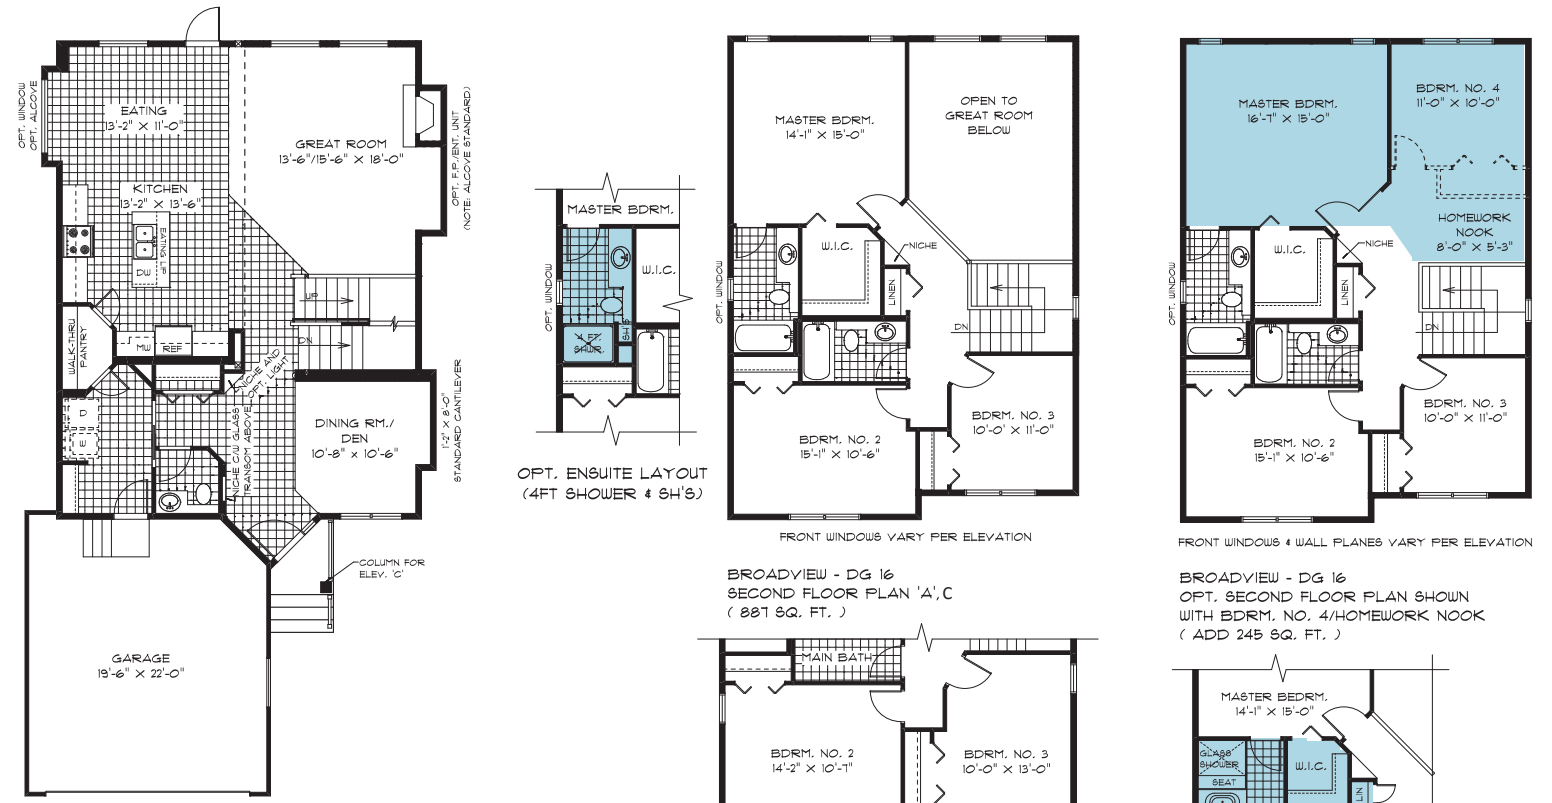 OPT. WINDOW
OPT. ALCOVE
EATING
13'-2" X 11'-0"
GREAT ROOM
13'-6"/15'-6" X 18'-0"
OPT. F.P./ENT. UNIT
(NOTE: ALCOVE STANDARD)
KITCHEN
13'-2" X 13'-6"
EATING LIP
DW
UP
DN
WALK-THRU
PANTRY
MW
REF
NICHE AND
OPT. LIGHT
NICHE C/W GLASS
TRANSOM ABOVE
D
DINING RM./
DEN
10'-8" X 10'-6"
1'-2" X 8'-0"
STANDARD CANTILEVER
COLUMN FOR
ELEV. 'C'
GARAGE
19'-6" X 22'-0"
MASTER BDRM.
OPT. WINDOW
W.I.C.
4 FT.
SHWR.
SH'S
OPT. ENSUITE LAYOUT
(4FT SHOWER & SH'S)
MASTER BDRM.
14'-1" X 15'-0"
OPEN TO
GREAT ROOM
BELOW
W.I.C.
NICHE
OPT. WINDOW
LINEN
DN
BDRM. NO. 3
10'-0' X 11'-0"
BDRM. NO. 2
15'-1" X 10'-6"
FRONT WINDOWS VARY PER ELEVATION
BROADVIEW - DG 16
SECOND FLOOR PLAN 'A',C
( 887 SQ. FT. )
MAIN BATH
BDRM. NO. 2
14'-2" X 10'-7"
BDRM. NO. 3
10'-0" X 13'-0"
MASTER BDRM.
16'-7" X 15'-0"
BDRM. NO. 4
11'-0" X 10'-0"
HOMEWORK
NOOK
8'-0" X 5'-3"
W.I.C.
NICHE
OPT. WINDOW
LINEN
DN
BDRM. NO. 3
10'-0" X 11'-0"
BDRM. NO. 2
15'-1" X 10'-6"
FRONT WINDOWS & WALL PLANES VARY PER ELEVATION
BROADVIEW - DG 16
OPT. SECOND FLOOR PLAN SHOWN
WITH BDRM. NO. 4/HOMEWORK NOOK
( ADD 245 SQ. FT. )
MASTER BEDRM.
14'-1" X 15'-0"
GLASS
SHOWER
SEAT
W.I.C.
LIN